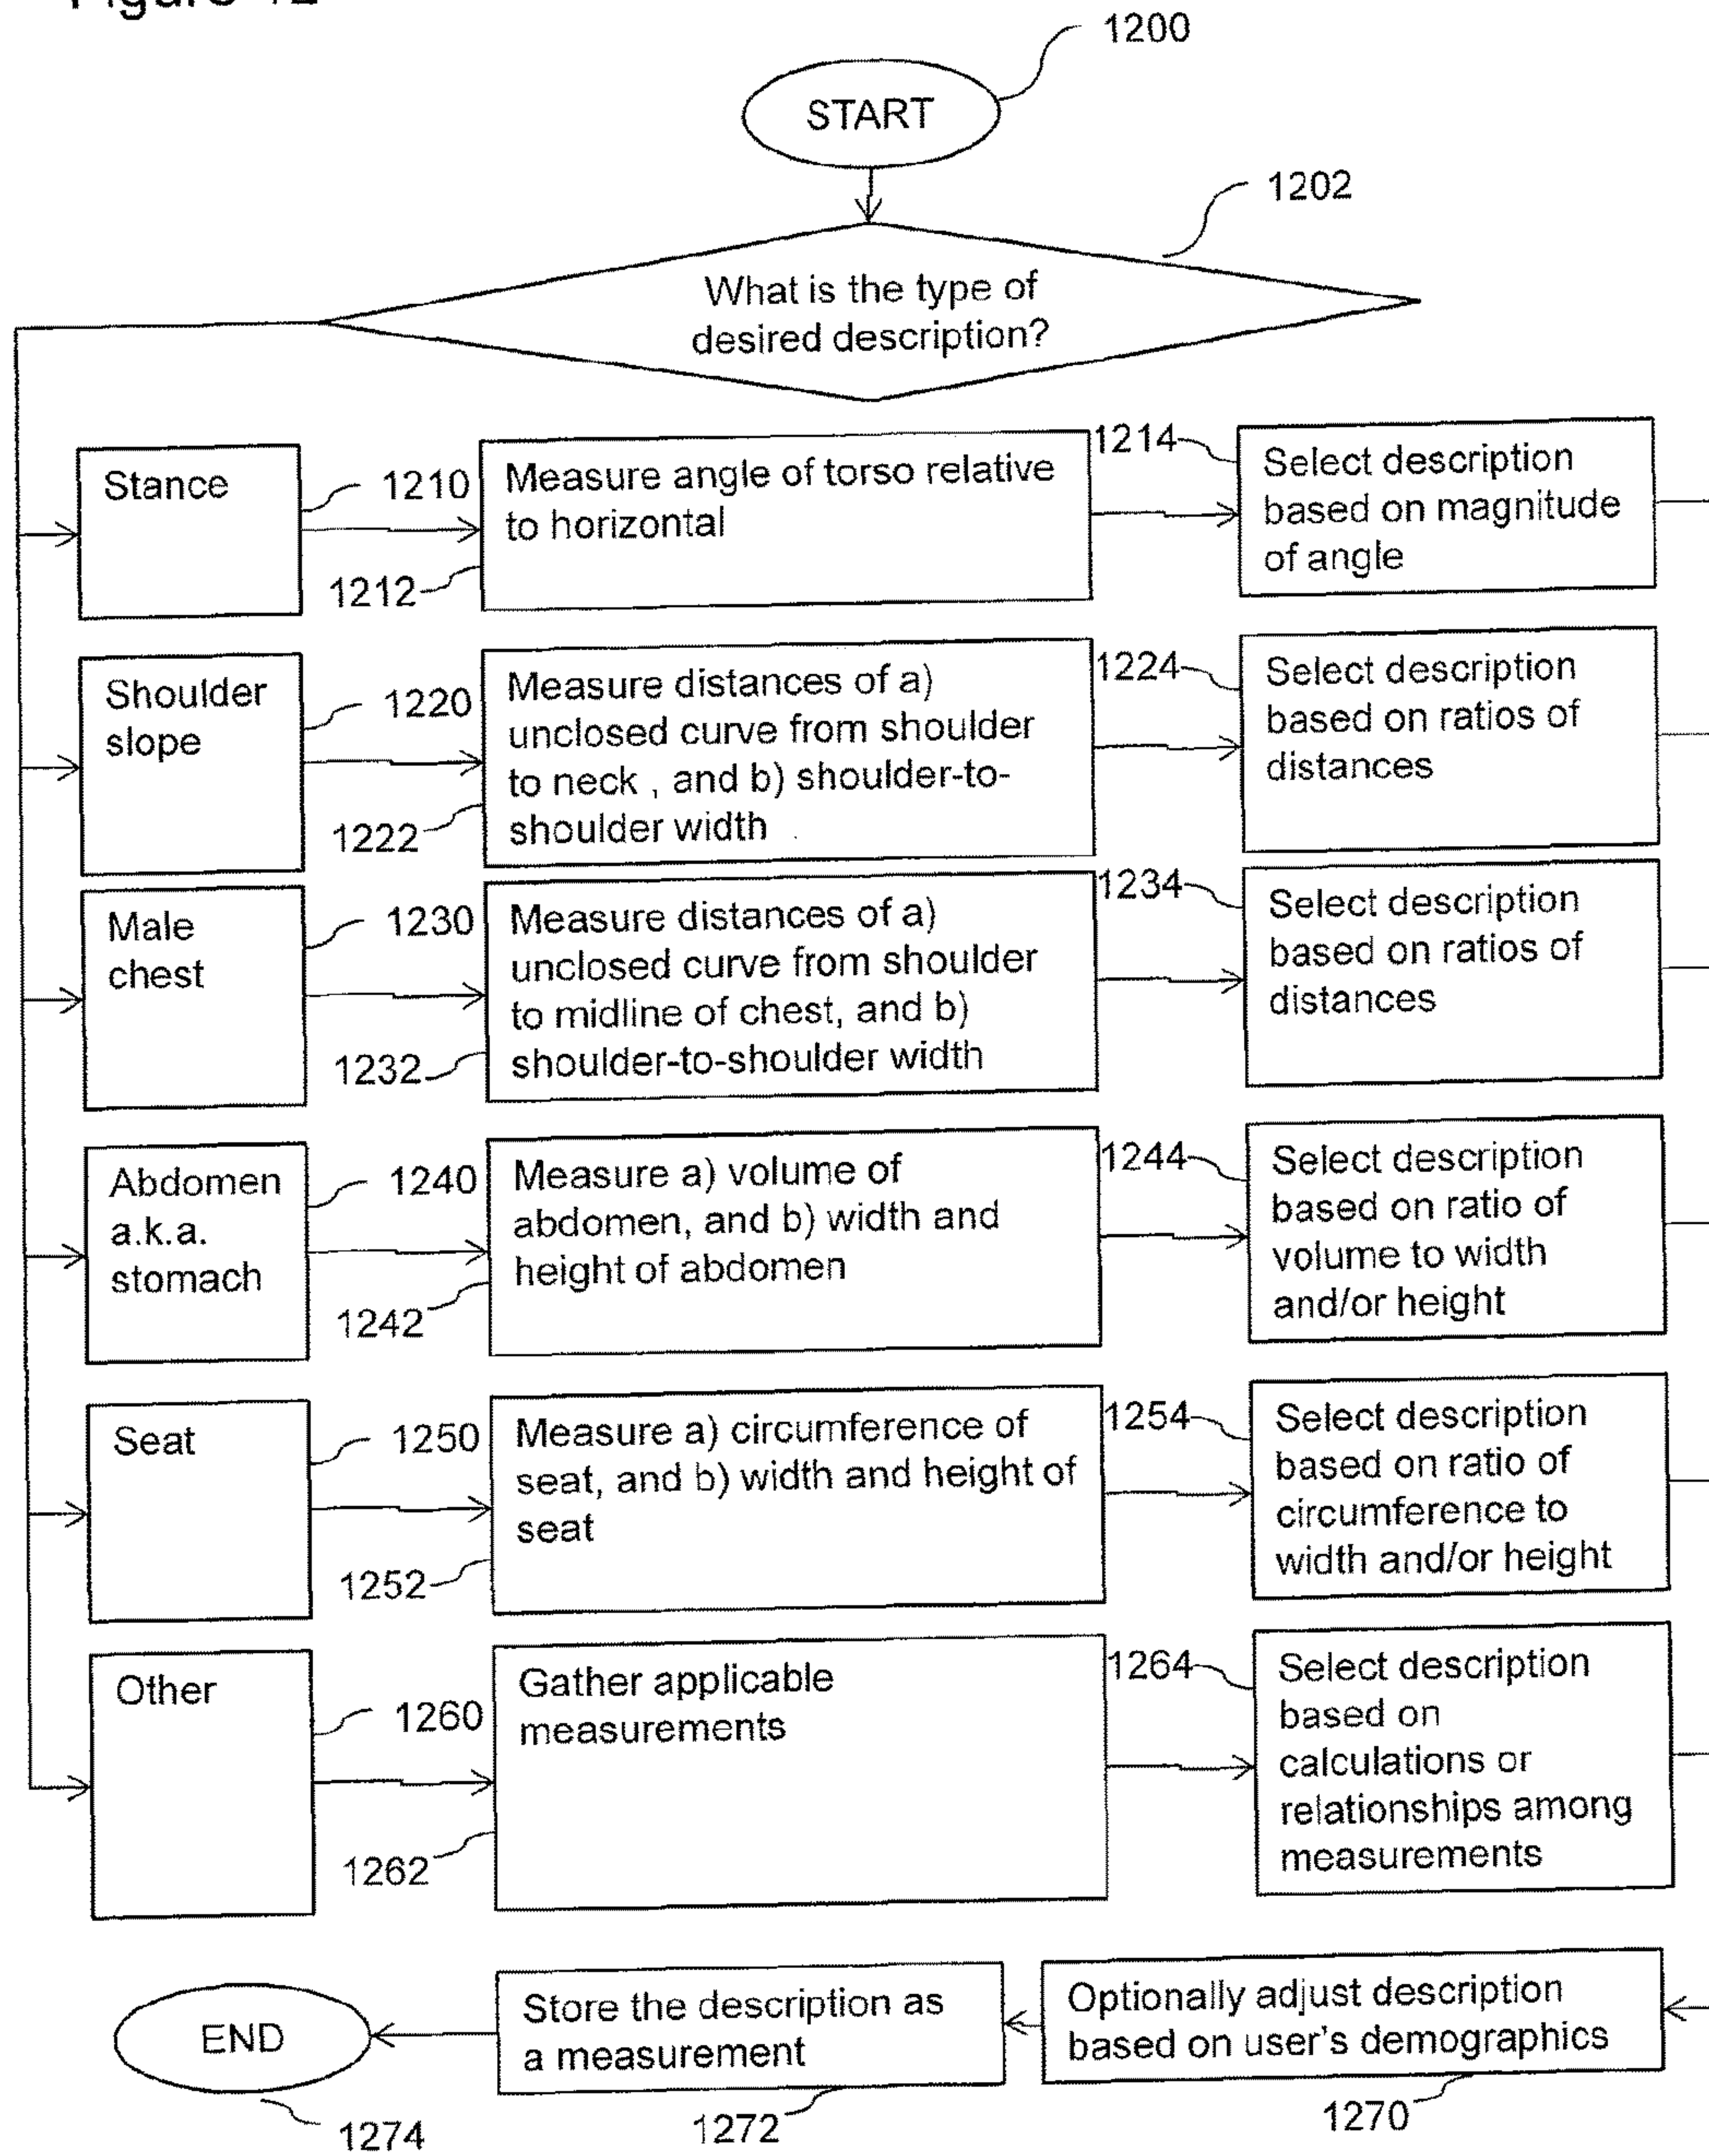 START
1200
1202
What is the type of
desired description?
Stance
1210
Measure angle of torso relative
to horizontal
1212
1214
Select description
based on magnitude
of angle
Shoulder
slope
1220
Measure distances of a)
unclosed curve from shoulder
to neck , and b) shoulder-to-
shoulder width
1222
1224
Select description
based on ratios of
distances
Male
chest
1230
Measure distances of a)
unclosed curve from shoulder
to midline of chest, and b)
shoulder-to-shoulder width
1232
1234
Select description
based on ratios of
distances
Abdomen
a.k.a.
stomach
1240
Measure a) volume of
abdomen, and b) width and
height of abdomen
1242
1244
Select description
based on ratio of
volume to width
and/or height
Seat
1250
Measure a) circumference of
seat, and b) width and height of
seat
1252
1254
Select description
based on ratio of
circumference to
width and/or height
Other
1260
Gather applicable
measurements
1262
1264
Select description
based on
calculations or
relationships among
measurements
Optionally adjust description
based on user's demographics
1270
Store the description as
a measurement
1272
END
1274